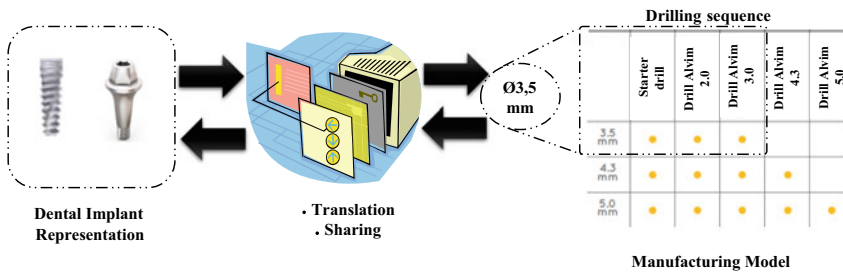 Drilling sequence
Starter
drill
Drill Alvim
2.0
Drill Alvim
3.0
Drill Alvim
4.3
Drill Alvim
5.0
Ø3,5
mm
3.5
mm
4.3
mm
5.0
mm
Dental Implant
Representation
. Translation
. Sharing
Manufacturing Model